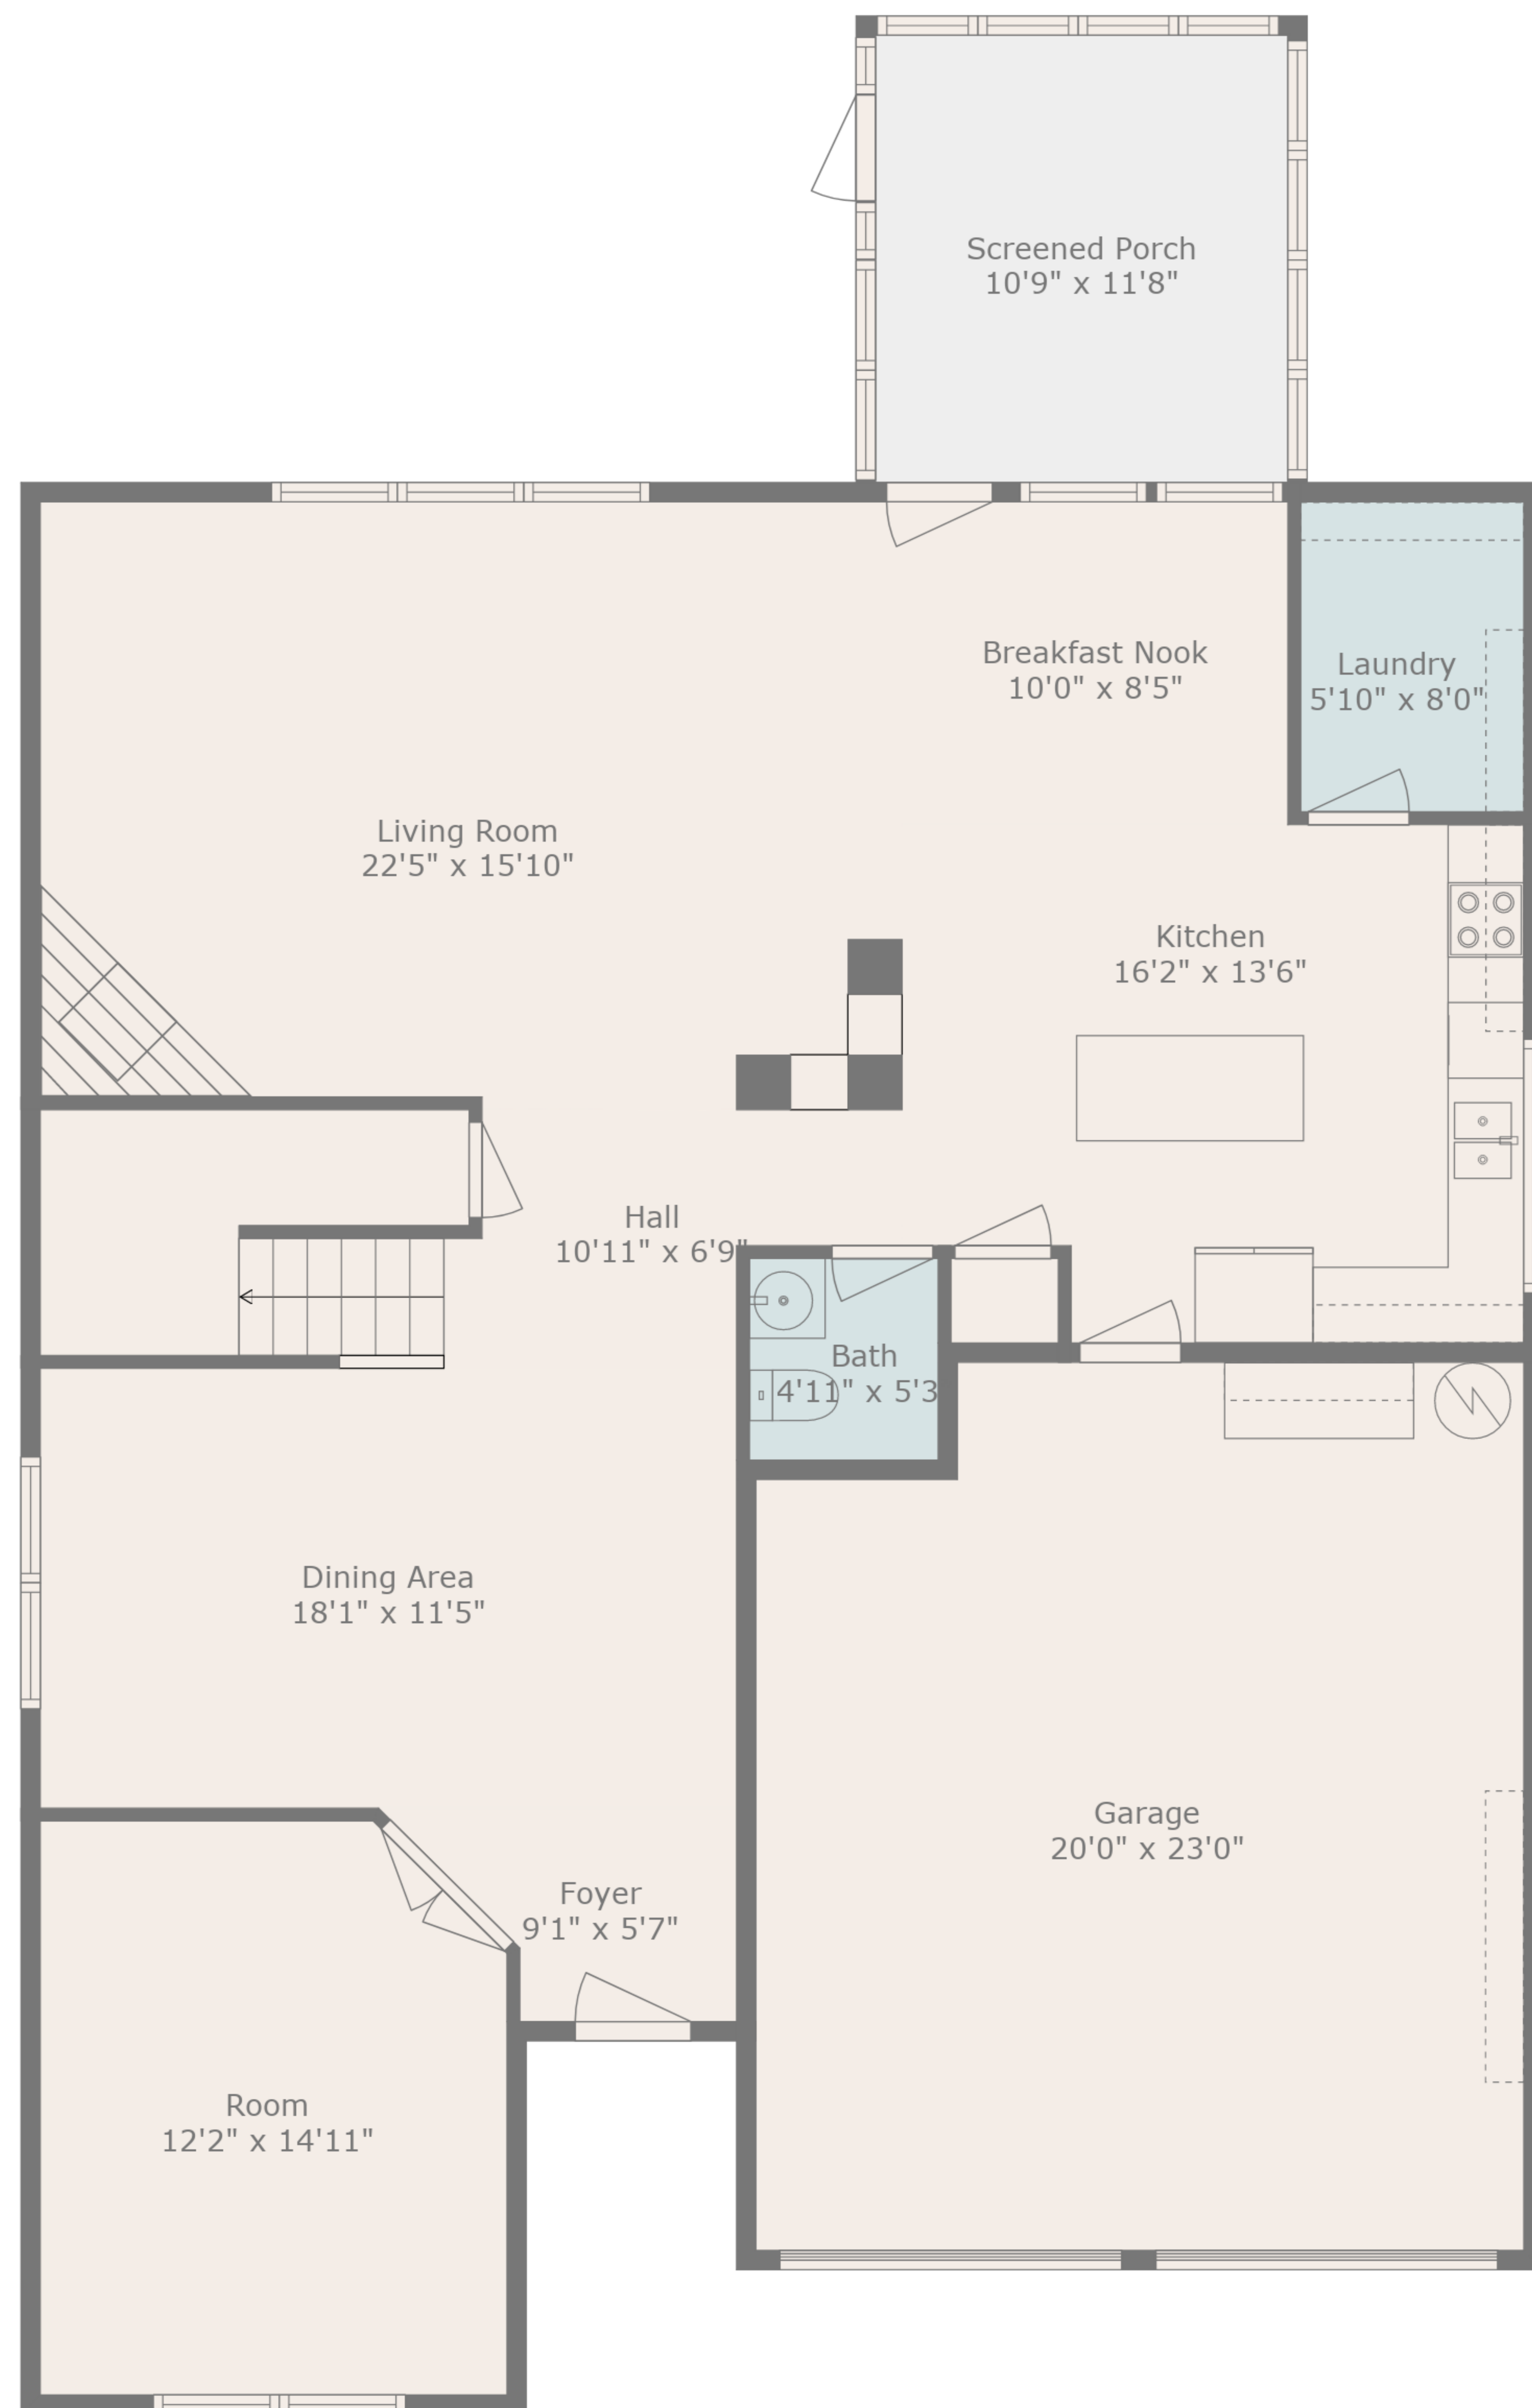 Screened Porch
10'9" x 11'8"
Breakfast Nook
10'0" x 8'5"
Laundry
5'10" x 8'0"
Living Room
22'5" x 15'10"
Kitchen
16'2" x 13'6"
Hall
10'11" x 6'9"
Bath
4'11" x 5'3
Dining Area
18'1" x 11'5"
Garage
20'0" x 23'0"
Foyer
9'1" x 5'7"
Room
12'2" x 14'11"